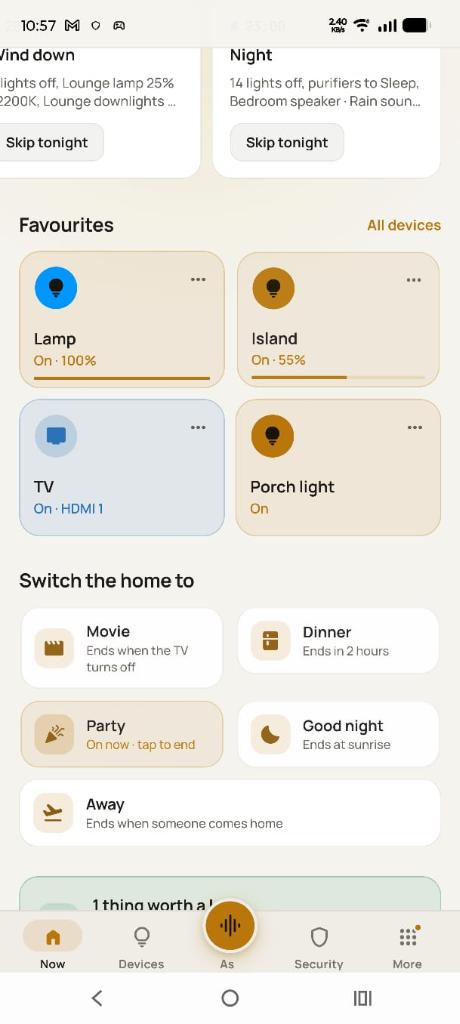 10:57
2.40
KB/s
Wind down
Night
lights off, Lounge lamp 25%
2200K, Lounge downlights ...
14 lights off, purifiers to Sleep,
Bedroom speaker · Rain soun...
Skip tonight
Skip tonight
Favourites
All devices
Lamp
On · 100%
Island
On · 55%
TV
On · HDMI 1
Porch light
On
Switch the home to
Movie
Ends when the TV
turns off
Dinner
Ends in 2 hours
Party
On now · tap to end
Good night
Ends at sunrise
Away
Ends when someone comes home
1 thing worth a
Now
Devices
As
Security
More